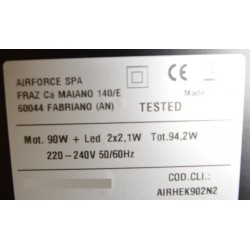 AIRFORCE SPA
FRAZ Ca MAIANO 140/E
60044 FABRIANO (AN)
CE
Made
TESTED
Mot. 90W + Led 2x2,1W Tot.94,2W
220-240V 50/60Hz
COD.CLI.:
AIRHEK902N2